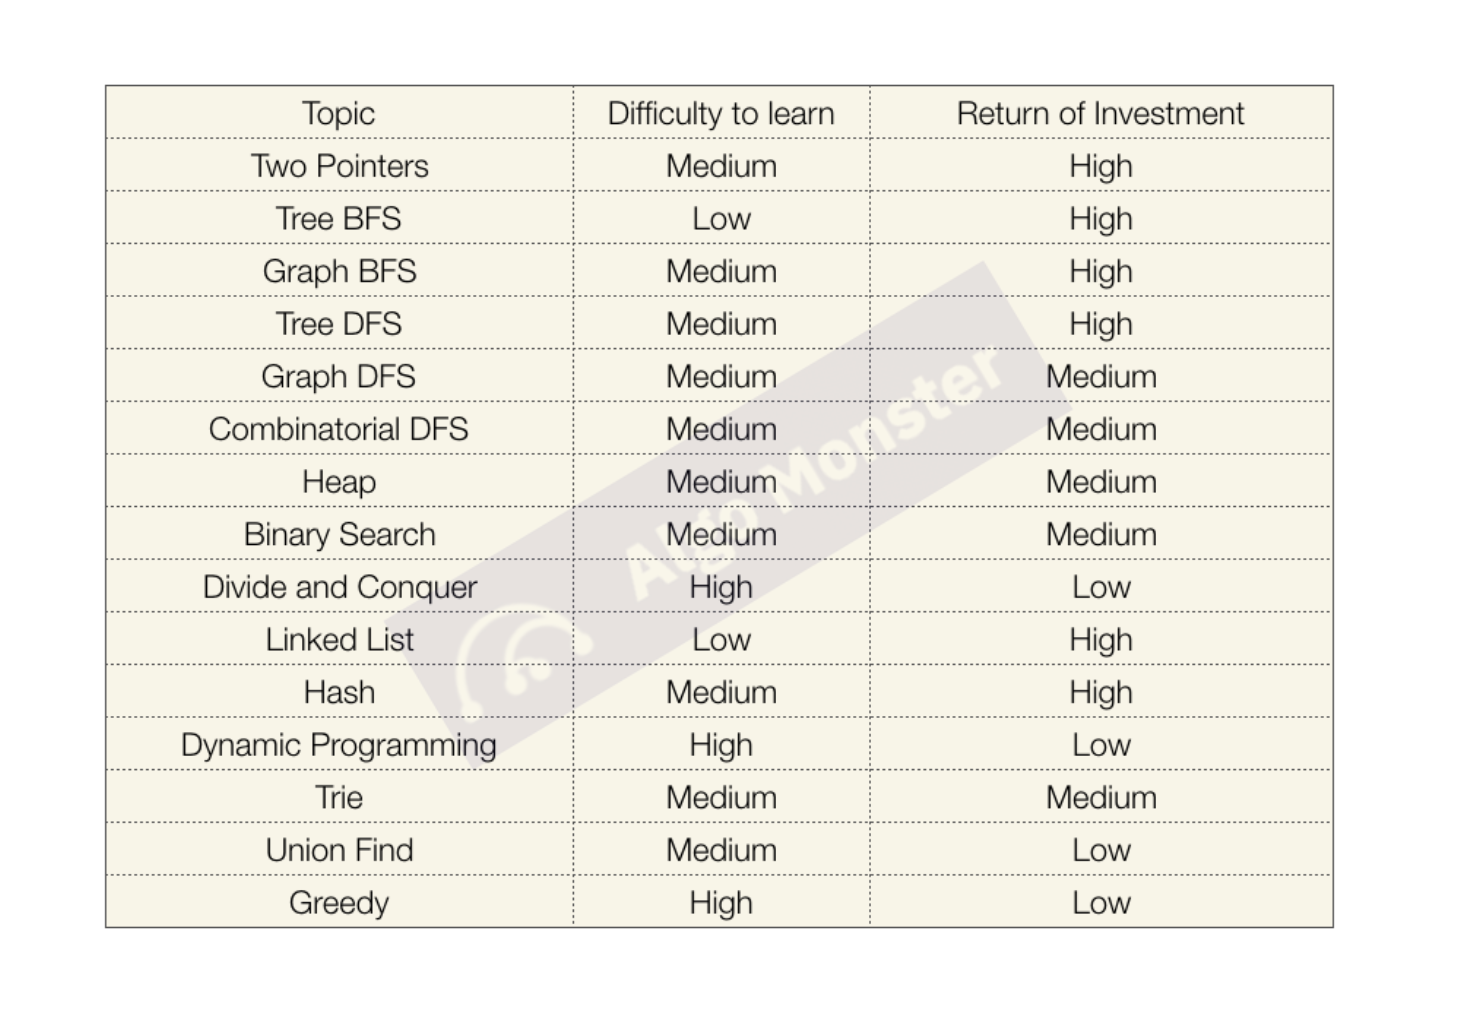 Topic Difficulty to learn Return of Investment
Two Pointers Medium High
Tree BFS Low High
Graph BFS Medium High
Tree DFS Medium High
Graph DFS Medium Medium
Combinatorial DFS Medium Medium
Heap Medium Medium
Binary Search Medium Medium
Divide and Conquer High Low
Linked List Low High
Hash Medium High
Dynamic Programming High Low
Trie Medium Medium
Union Find Medium Low
Greedy High Low
Algo Monster